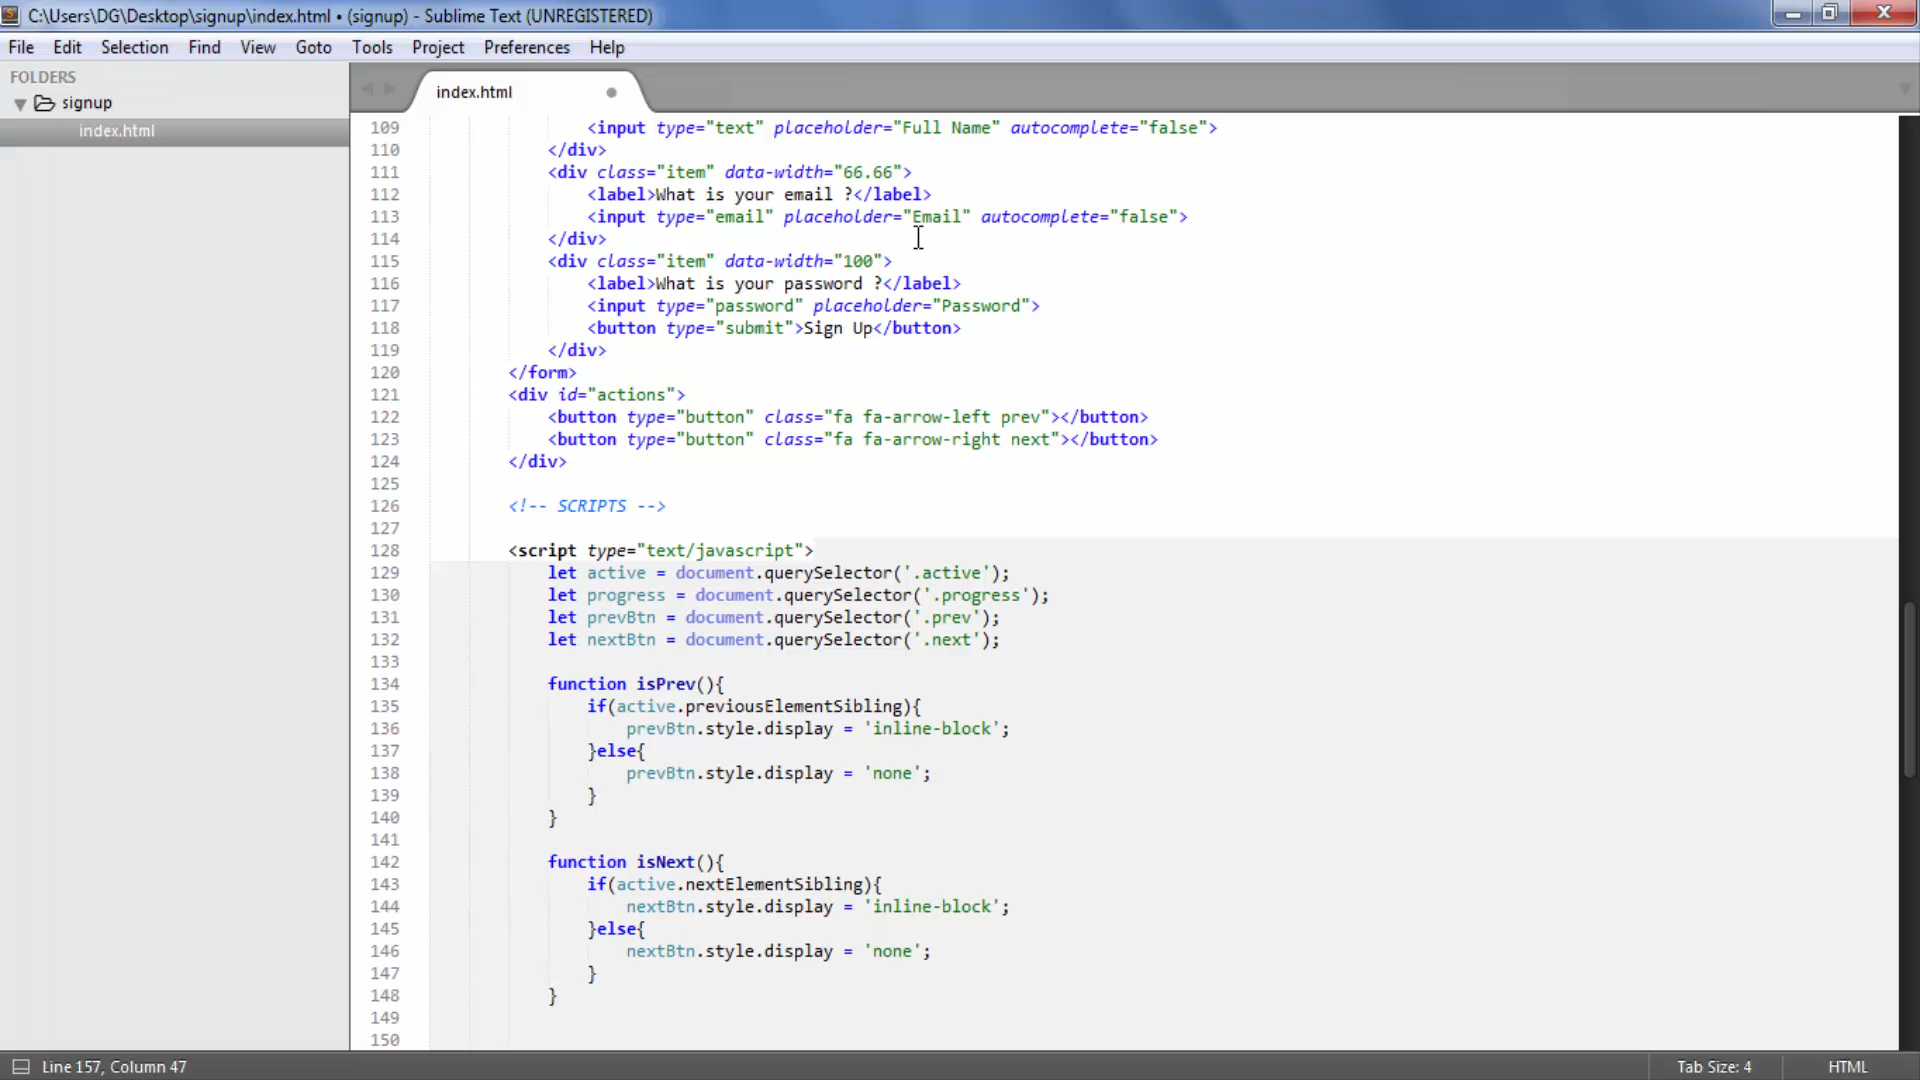 C:\Users\DG\Desktop\signup\index.html • (signup) - Sublime Text (UNREGISTERED)
File Edit Selection Find View Goto Tools Project Preferences Help
FOLDERS
signup
index.html
index.html
109 <input type="text" placeholder="Full Name" autocomplete="false">
110 </div>
111 <div class="item" data-width="66.66">
112 <label>What is your email ?</label>
113 <input type="email" placeholder="Email" autocomplete="false">
114 </div>
115 <div class="item" data-width="100">
116 <label>What is your password ?</label>
117 <input type="password" placeholder="Password">
118 <button type="submit">Sign Up</button>
119 </div>
120 </form>
121 <div id="actions">
122 <button type="button" class="fa fa-arrow-left prev"></button>
123 <button type="button" class="fa fa-arrow-right next"></button>
124 </div>
125
126 <!-- SCRIPTS -->
127
128 <script type="text/javascript">
129 let active = document.querySelector('.active');
130 let progress = document.querySelector('.progress');
131 let prevBtn = document.querySelector('.prev');
132 let nextBtn = document.querySelector('.next');
133
134 function isPrev(){
135 if(active.previousElementSibling){
136 prevBtn.style.display = 'inline-block';
137 }else{
138 prevBtn.style.display = 'none';
139 }
140 }
141
142 function isNext(){
143 if(active.nextElementSibling){
144 nextBtn.style.display = 'inline-block';
145 }else{
146 nextBtn.style.display = 'none';
147 }
148 }
149
150
Line 157, Column 47 Tab Size: 4 HTML